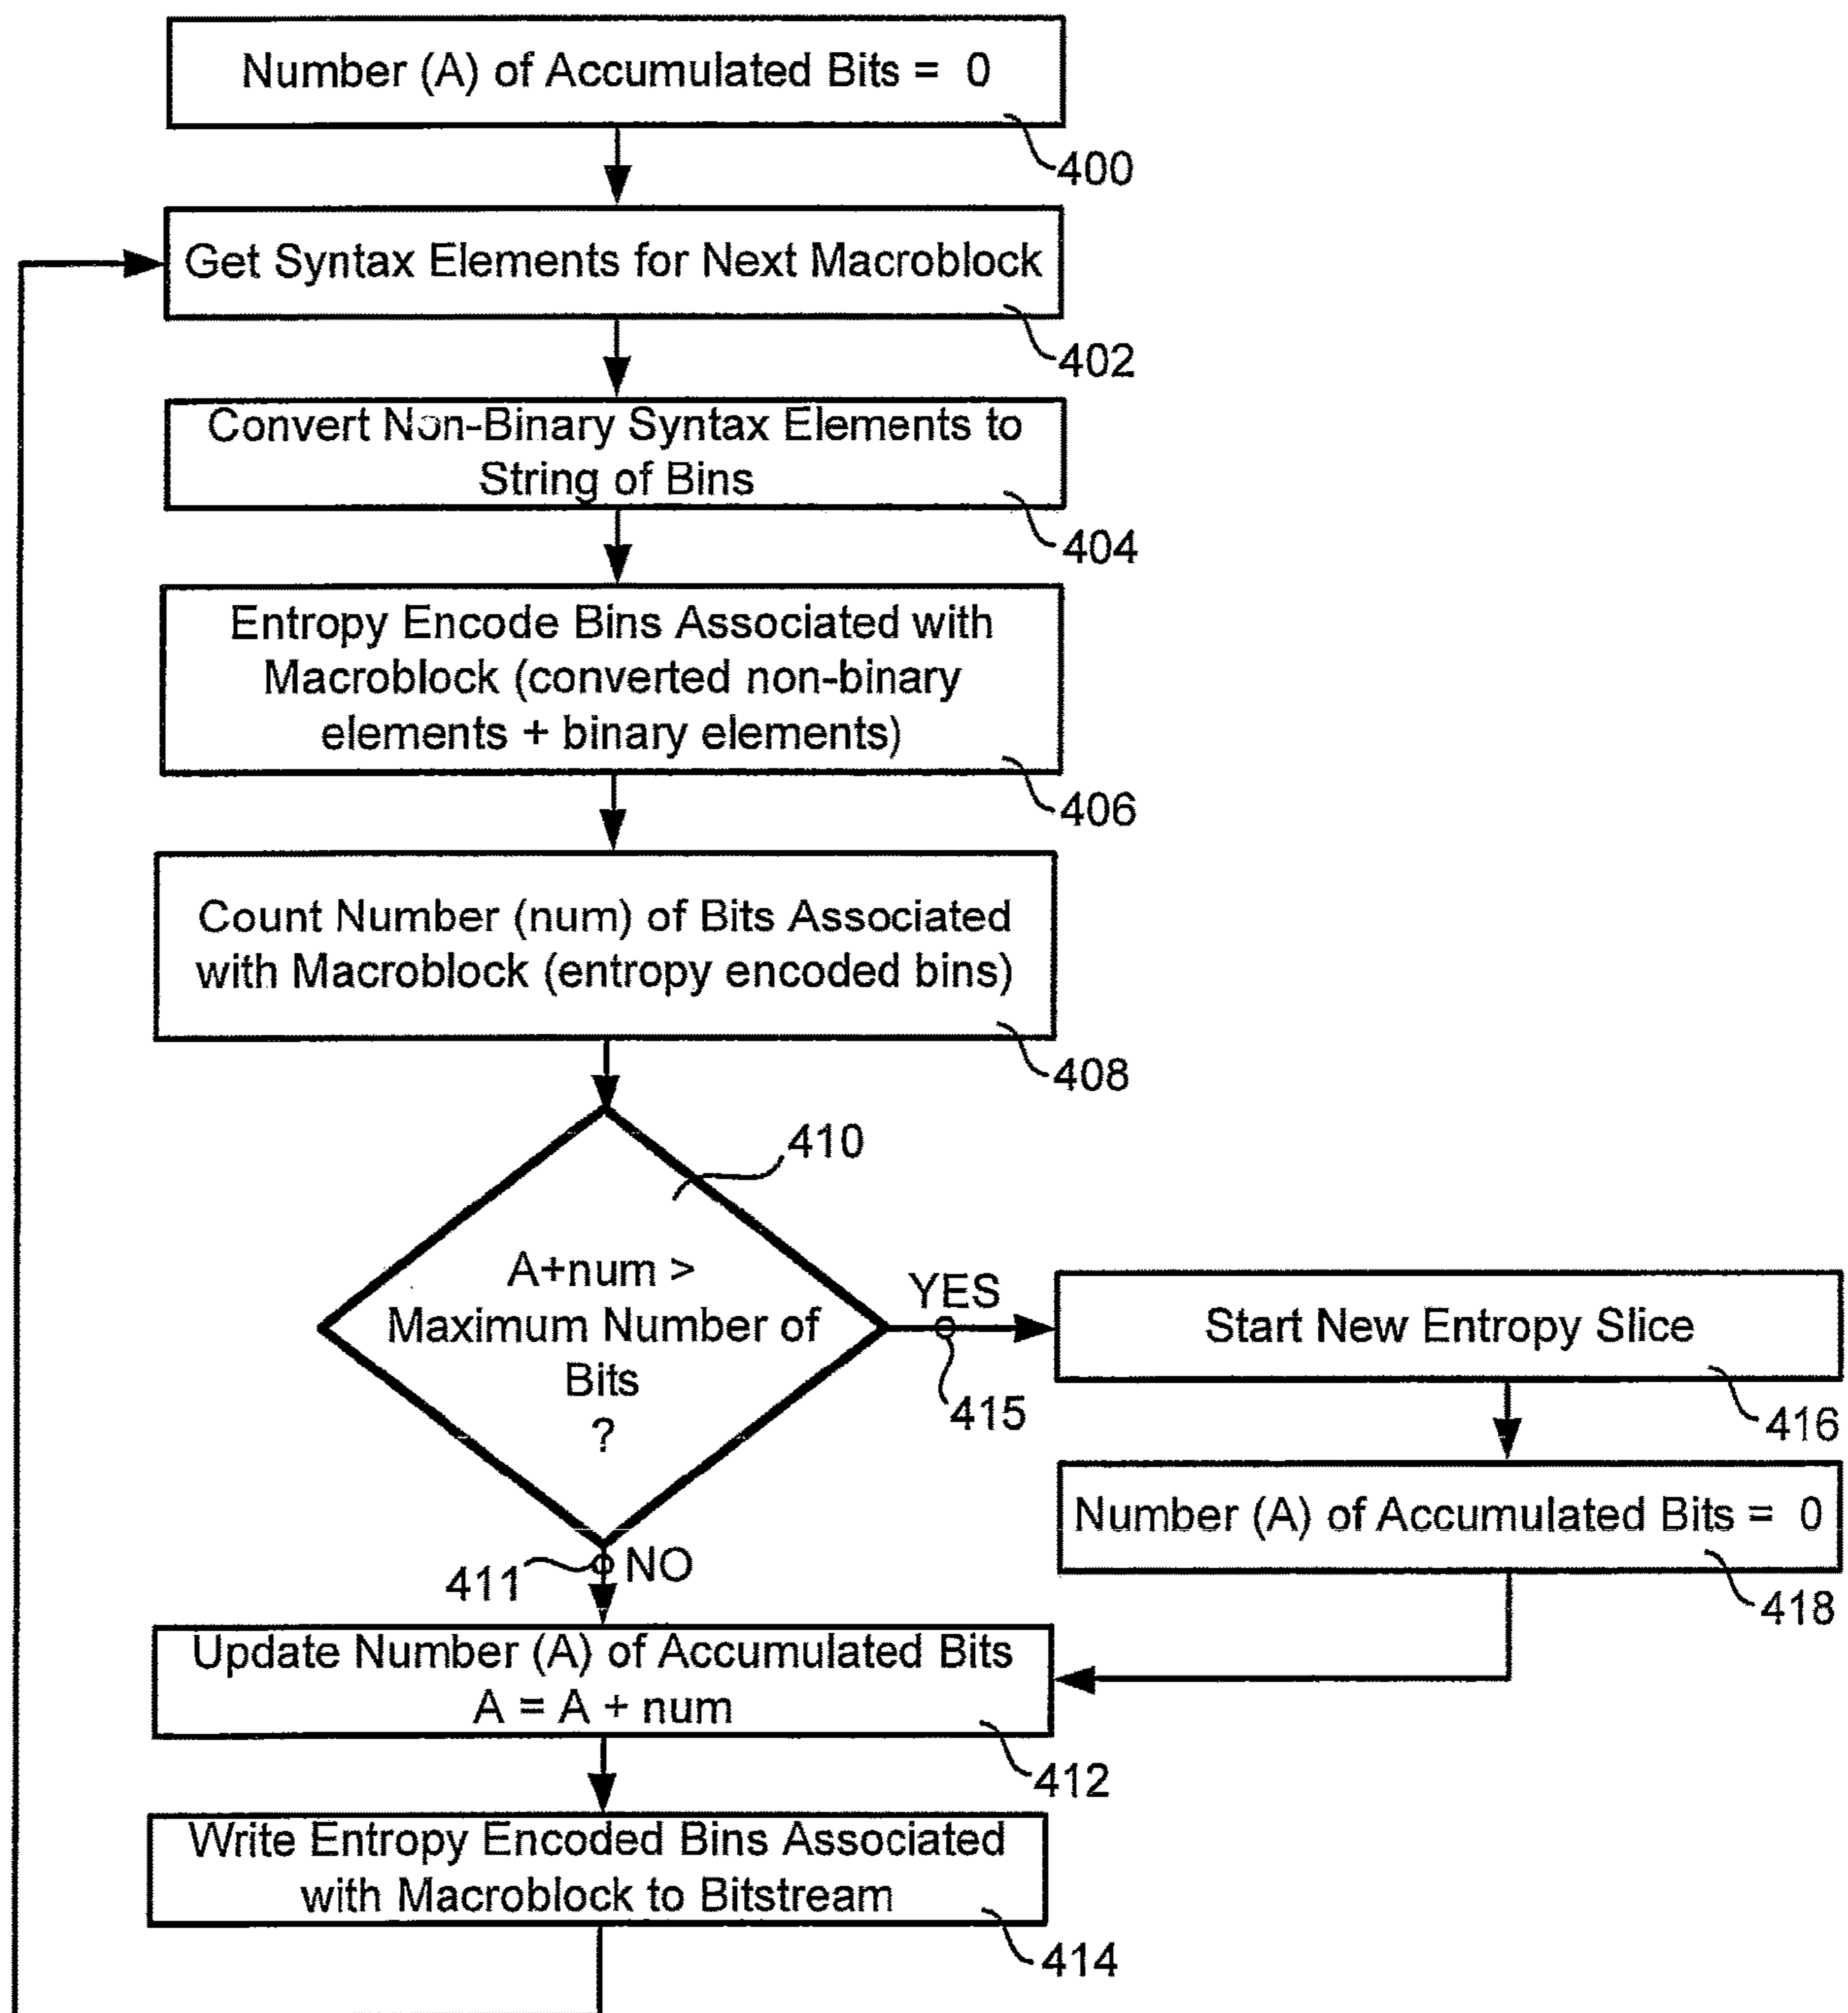 Number (A) of Accumulated Bits = 0
400
Get Syntax Elements for Next Macroblock
402
Convert Non-Binary Syntax Elements to
String of Bins
404
Entropy Encode Bins Associated with
Macroblock (converted non-binary
elements + binary elements)
406
Count Number (num) of Bits Associated
with Macroblock (entropy encoded bins)
408
410
A+num >
Maximum Number of
Bits
?
YES
415
Start New Entropy Slice
416
Number (A) of Accumulated Bits = 0
418
411
NO
Update Number (A) of Accumulated Bits
A = A + num
412
Write Entropy Encoded Bins Associated
with Macroblock to Bitstream
414